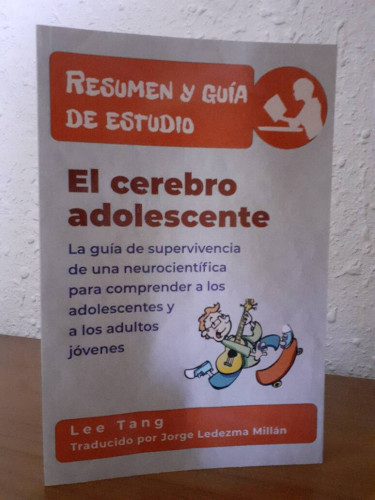 RESUMEN Y GUÍA
DE ESTUDIO
El cerebro
adolescente
La guía de supervivencia
de una neurocientífica
para comprender a los
adolescentes y
a los adultos
jóvenes
Lee Tang
Traducido por Jorge Ledezma Millán